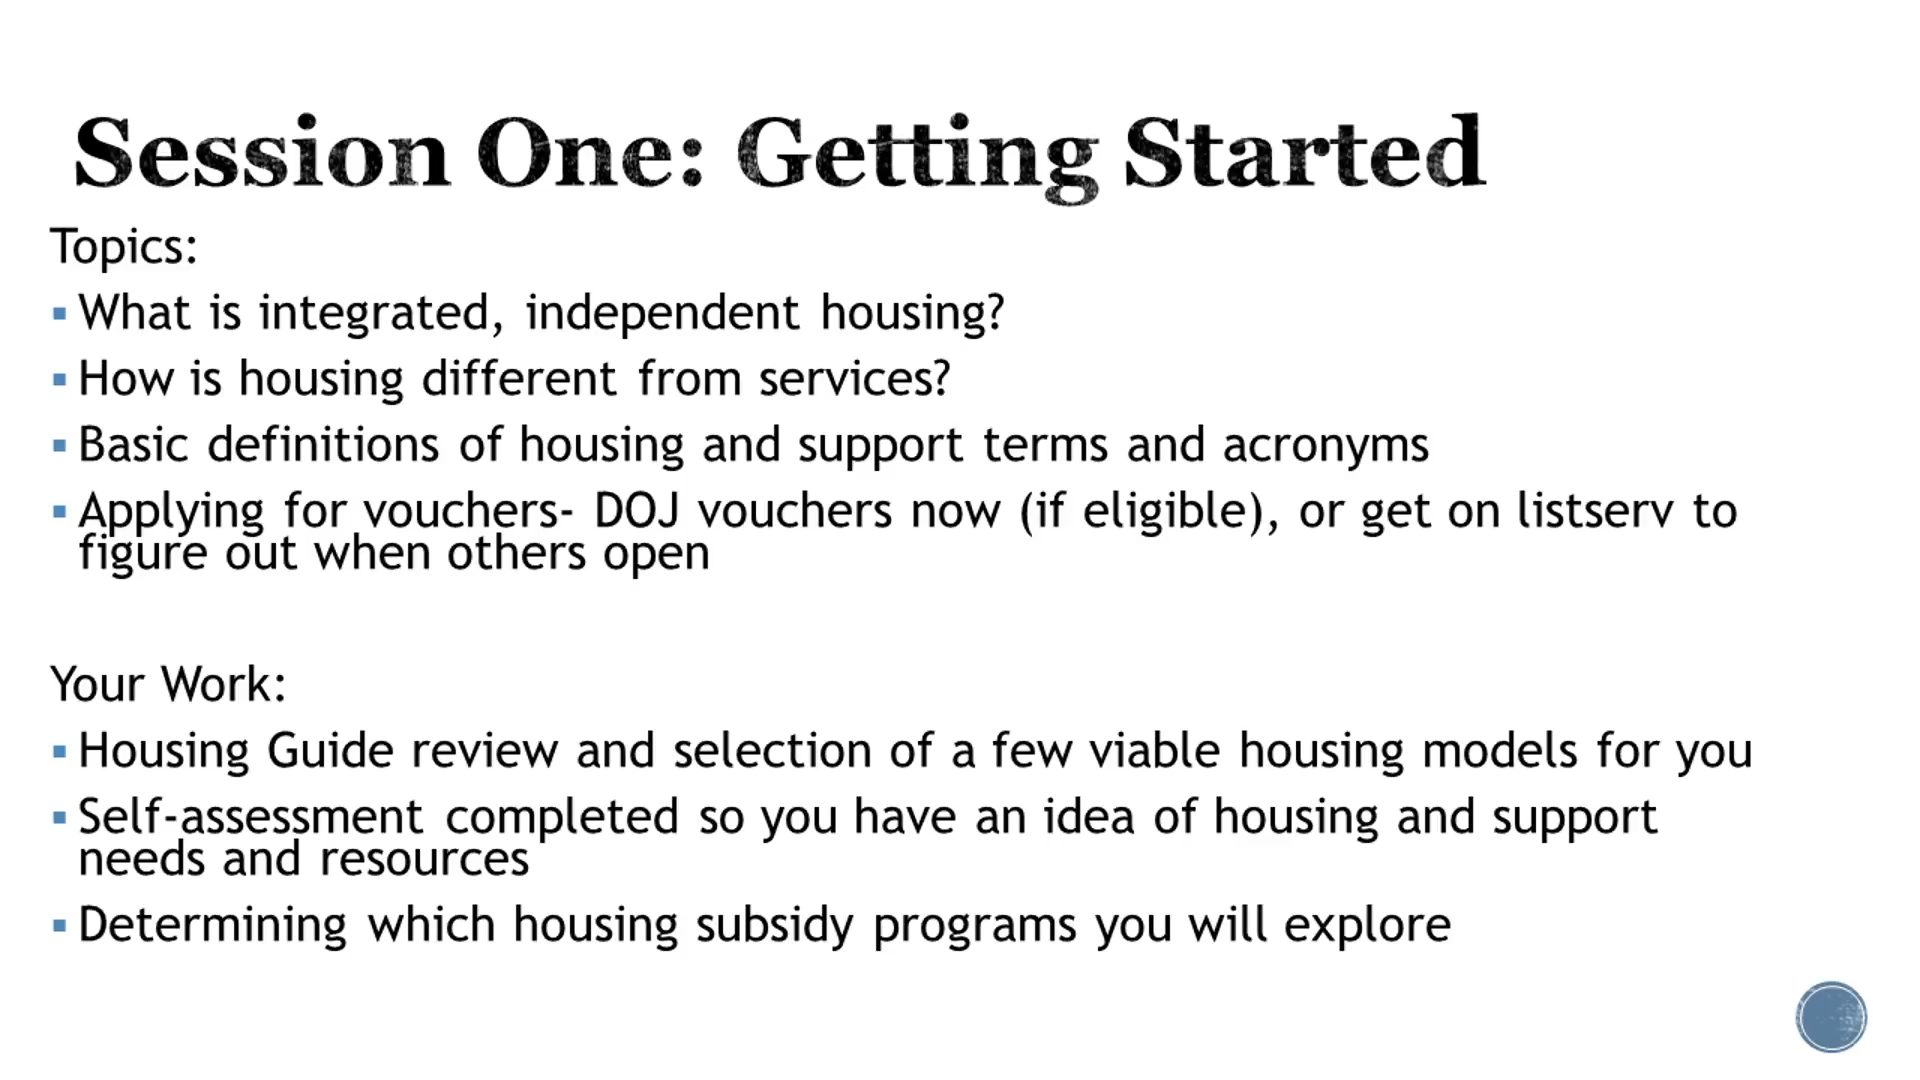 Session One: Getting Started
Topics:
▪ What is integrated, independent housing?
▪ How is housing different from services?
▪ Basic definitions of housing and support terms and acronyms
▪ Applying for vouchers- DOJ vouchers now (if eligible), or get on listserv to
figure out when others open
Your Work:
▪ Housing Guide review and selection of a few viable housing models for you
▪ Self-assessment completed so you have an idea of housing and support
needs and resources
▪ Determining which housing subsidy programs you will explore